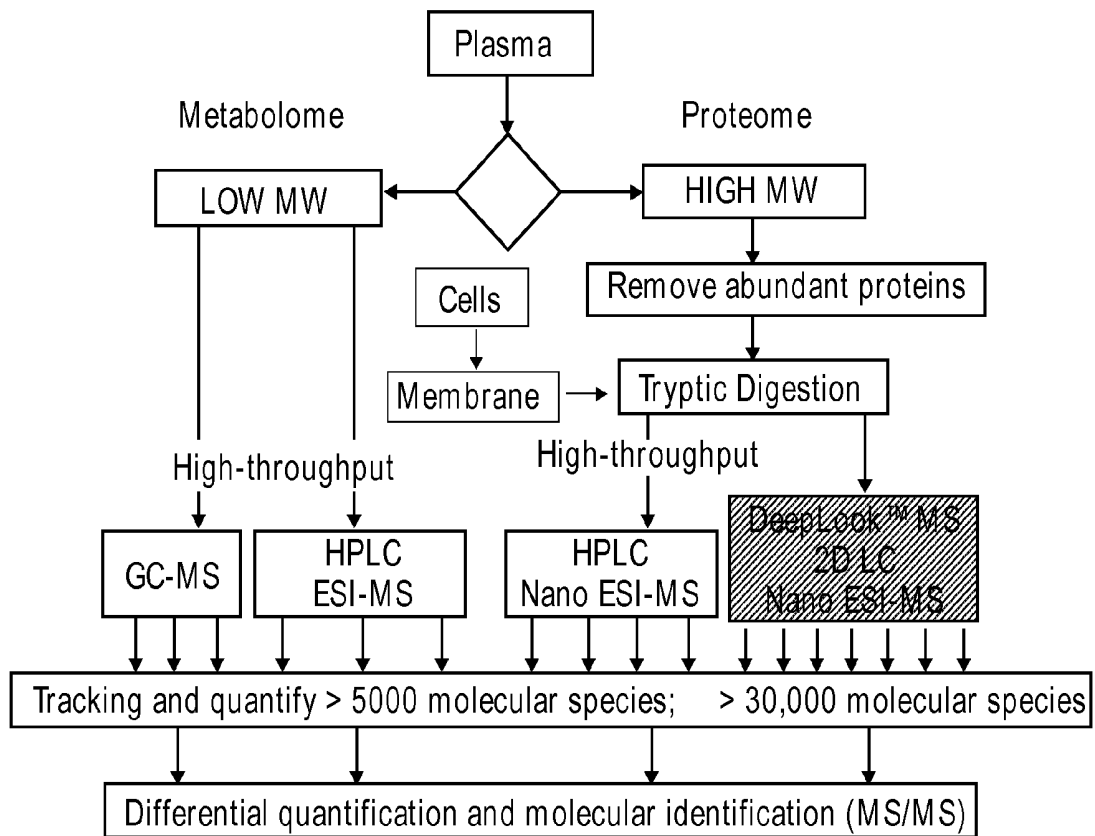 Plasma
Metabolome
Proteome
LOW MW
HIGH MW
Remove abundant proteins
Cells
Membrane
Tryptic Digestion
High-throughput
High-throughput
GC-MS
HPLC
ESI-MS
HPLC
Nano ESI-MS
DeepLook™ MS
2D LC
Nano ESI-MS
Tracking and quantify > 5000 molecular species; > 30,000 molecular species
Differential quantification and molecular identification (MS/MS)